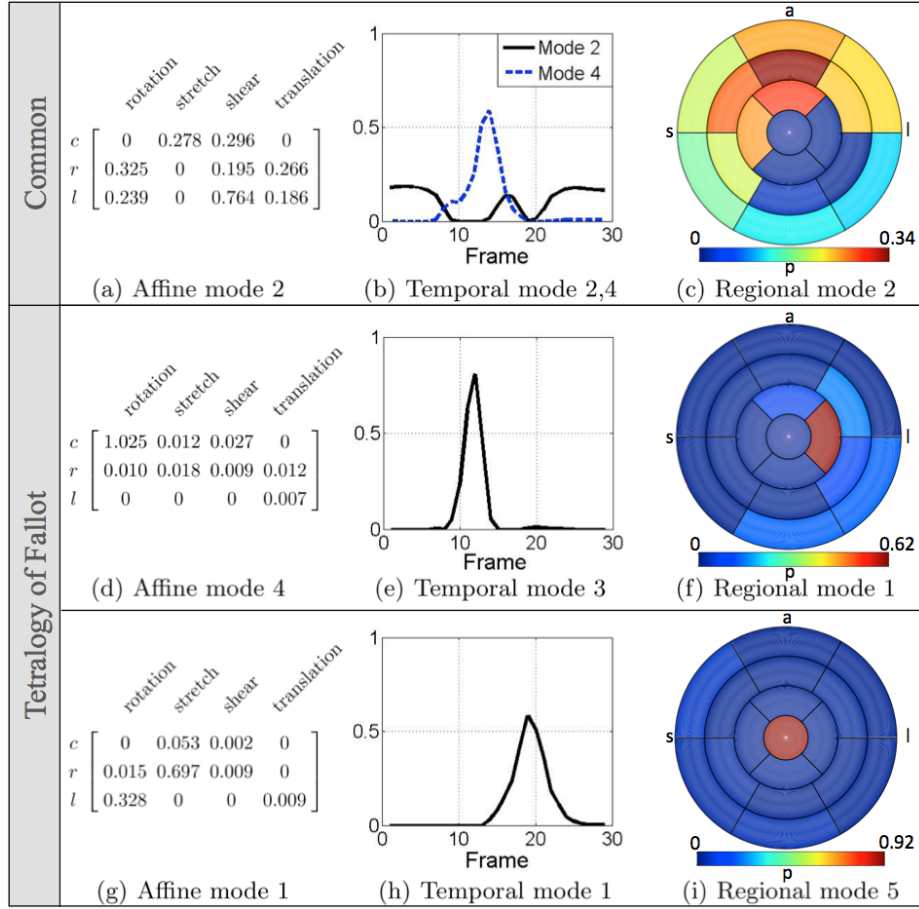 Common
rotation stretch shear translation
c 0 0.278 0.296 0
r 0.325 0 0.195 0.266
l 0.239 0 0.764 0.186
(a) Affine mode 2
1
0.5
0
0 10 20 30
Mode 2
Mode 4
Frame
(b) Temporal mode 2,4
a
s l
0 0.34
p
(c) Regional mode 2
Tetralogy of Fallot
rotation stretch shear translation
c 1.025 0.012 0.027 0
r 0.010 0.018 0.009 0.012
l 0 0 0 0.007
(d) Affine mode 4
1
0.5
0
0 10 20 30
Frame
(e) Temporal mode 3
a
s l
0 0.62
p
(f) Regional mode 1
rotation stretch shear translation
c 0 0.053 0.002 0
r 0.015 0.697 0.009 0
l 0.328 0 0 0.009
(g) Affine mode 1
1
0.5
0
0 10 20 30
Frame
(h) Temporal mode 1
a
s l
0 0.92
p
(i) Regional mode 5